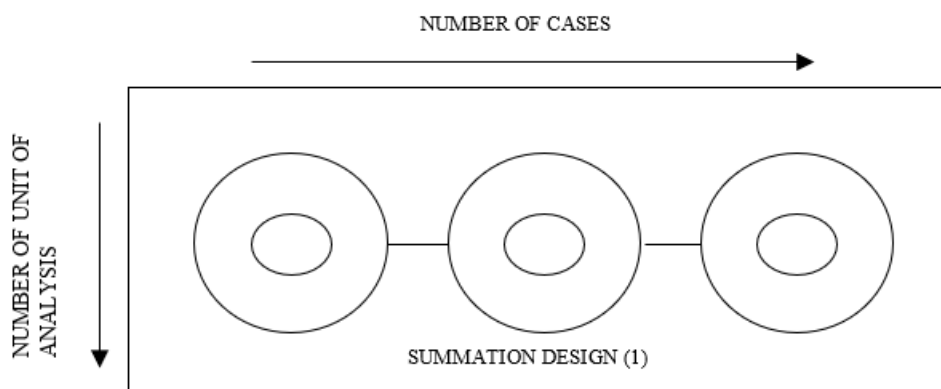 NUMBER OF CASES
NUMBER OF UNIT OF
ANALYSIS
SUMMATION DESIGN (1)